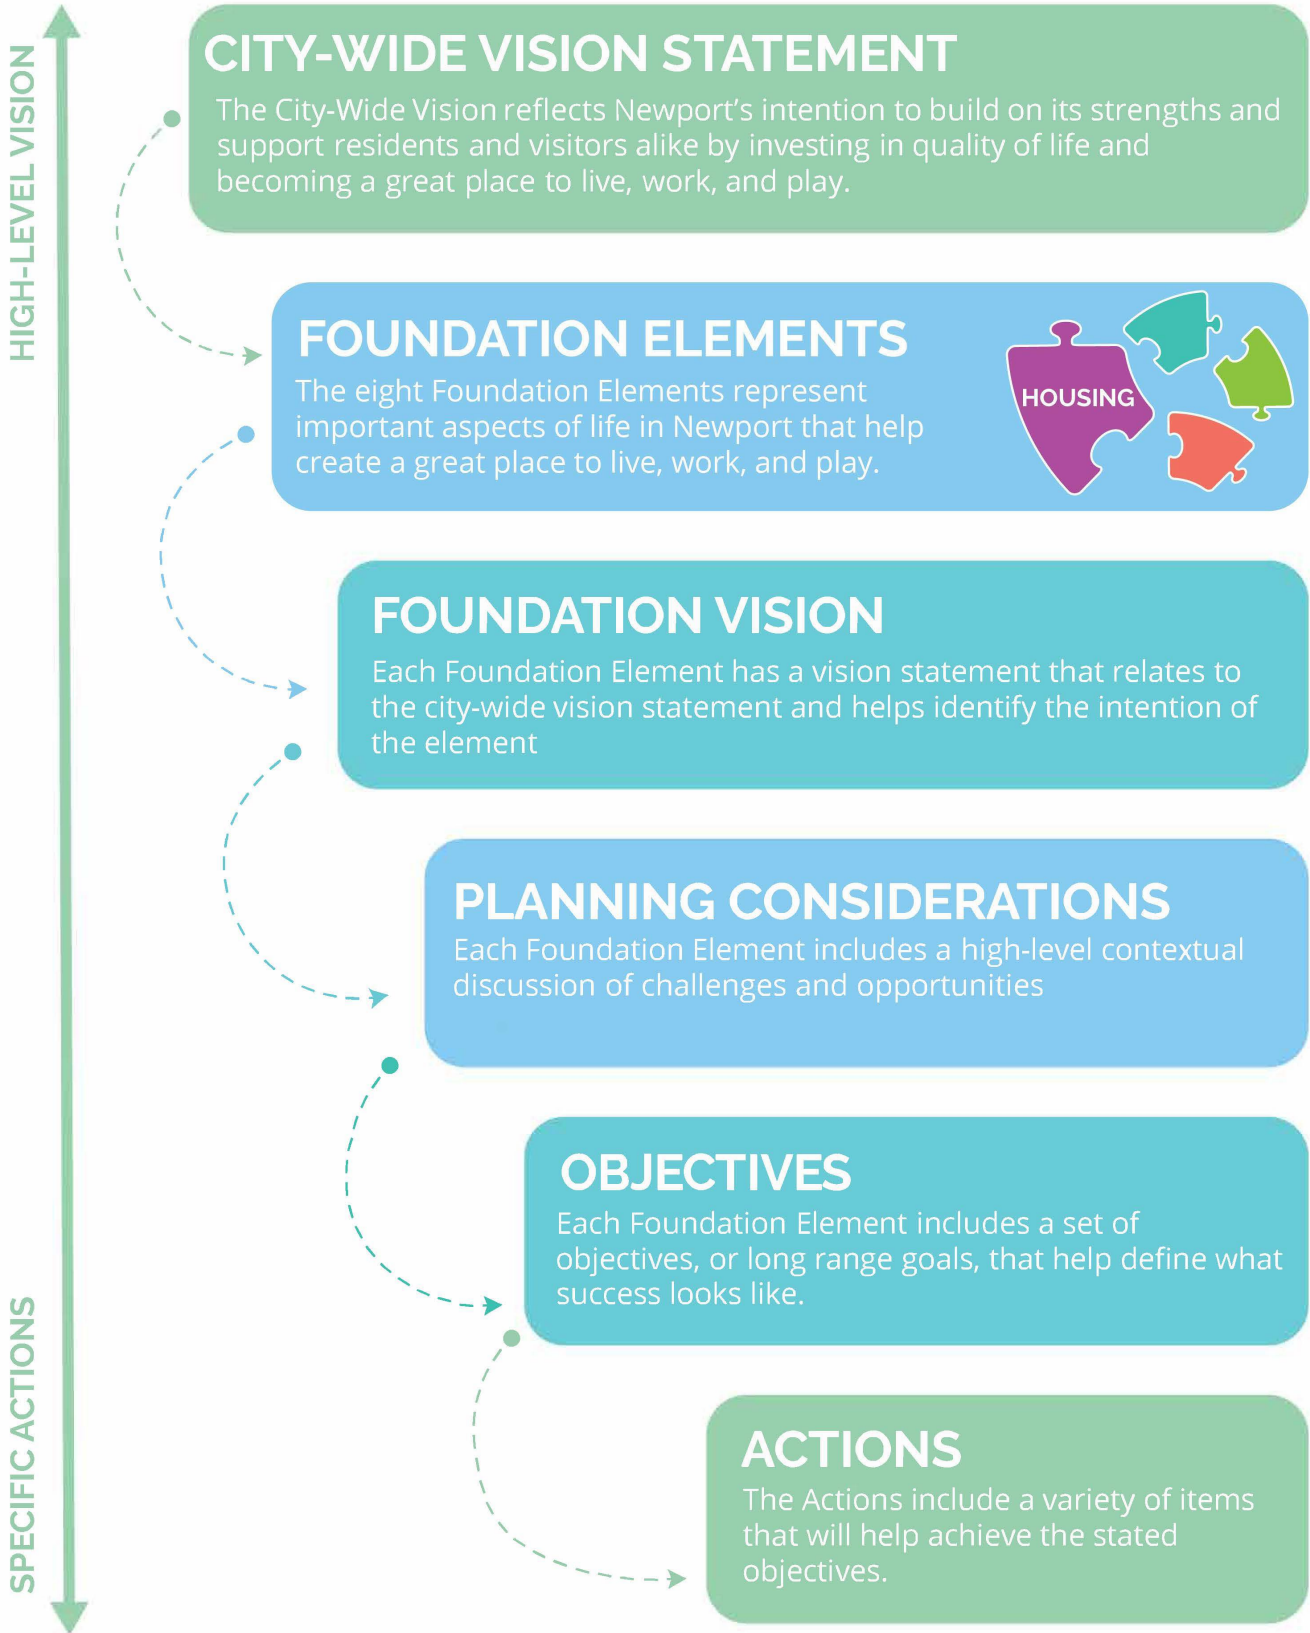 HIGH-LEVEL VISION
CITY-WIDE VISION STATEMENT
The City-Wide Vision reflects Newport's intention to build on its strengths and
support residents and visitors alike by investing in quality of life and
becoming a great place to live, work, and play.
FOUNDATION ELEMENTS
The eight Foundation Elements represent
important aspects of life in Newport that help
create a great place to live, work, and play.
HOUSING
FOUNDATION VISION
Each Foundation Element has a vision statement that relates to
the city-wide vision statement and helps identify the intention of
the element
PLANNING CONSIDERATIONS
Each Foundation Element includes a high-level contextual
discussion of challenges and opportunities
OBJECTIVES
Each Foundation Element includes a set of
objectives, or long range goals, that help define what
success looks like.
SPECIFIC ACTIONS
ACTIONS
The Actions include a variety of items
that will help achieve the stated
objectives.